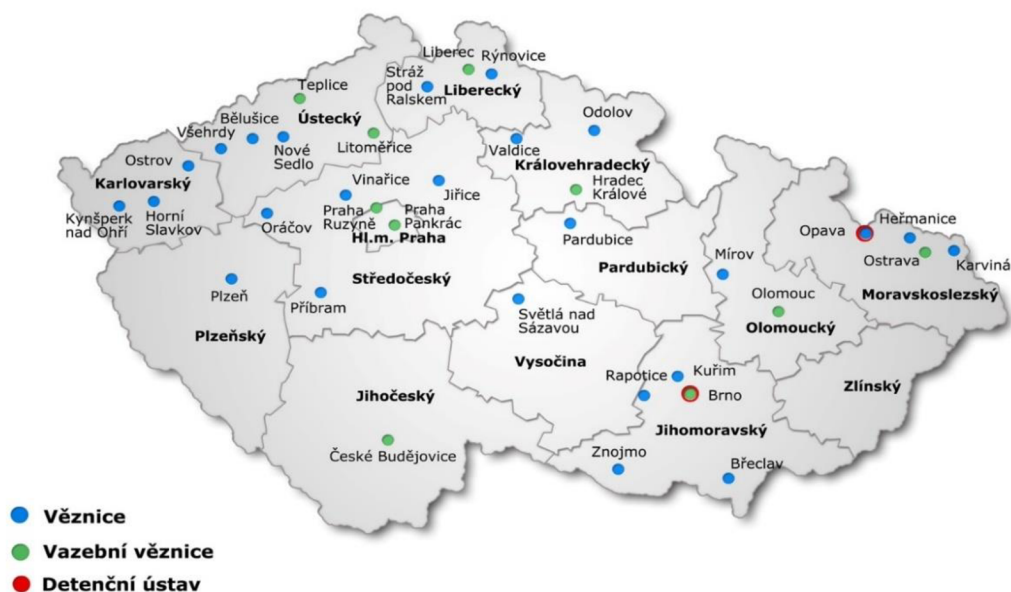 Liberec
Rýnovice
Stráž
pod
Ralskem
Liberecký
Teplice
Ústecký
Odolov
Bělušice
Všehrdy
Nové
Sedlo
Litoměřice
Valdice
Královehradecký
Ostrov
Karlovarský
Vinařice
Jiřice
Hradec
Králové
Kynšperk
nad Ohří
Horní
Slavkov
Oráčov
Praha
Ruzyně
Praha
Pankrác
Hl.m. Praha
Pardubice
Opava
Heřmanice
Ostrava
Karviná
Středočeský
Pardubický
Mírov
Moravskoslezský
Plzeň
Příbram
Olomouc
Olomoucký
Plzeňský
Světlá nad
Sázavou
Vysočina
Rapotice
Kuřim
Brno
Zlínský
Jihočeský
Jihomoravský
České Budějovice
Znojmo
Břeclav
Věznice
Vazební věznice
Detenční ústav